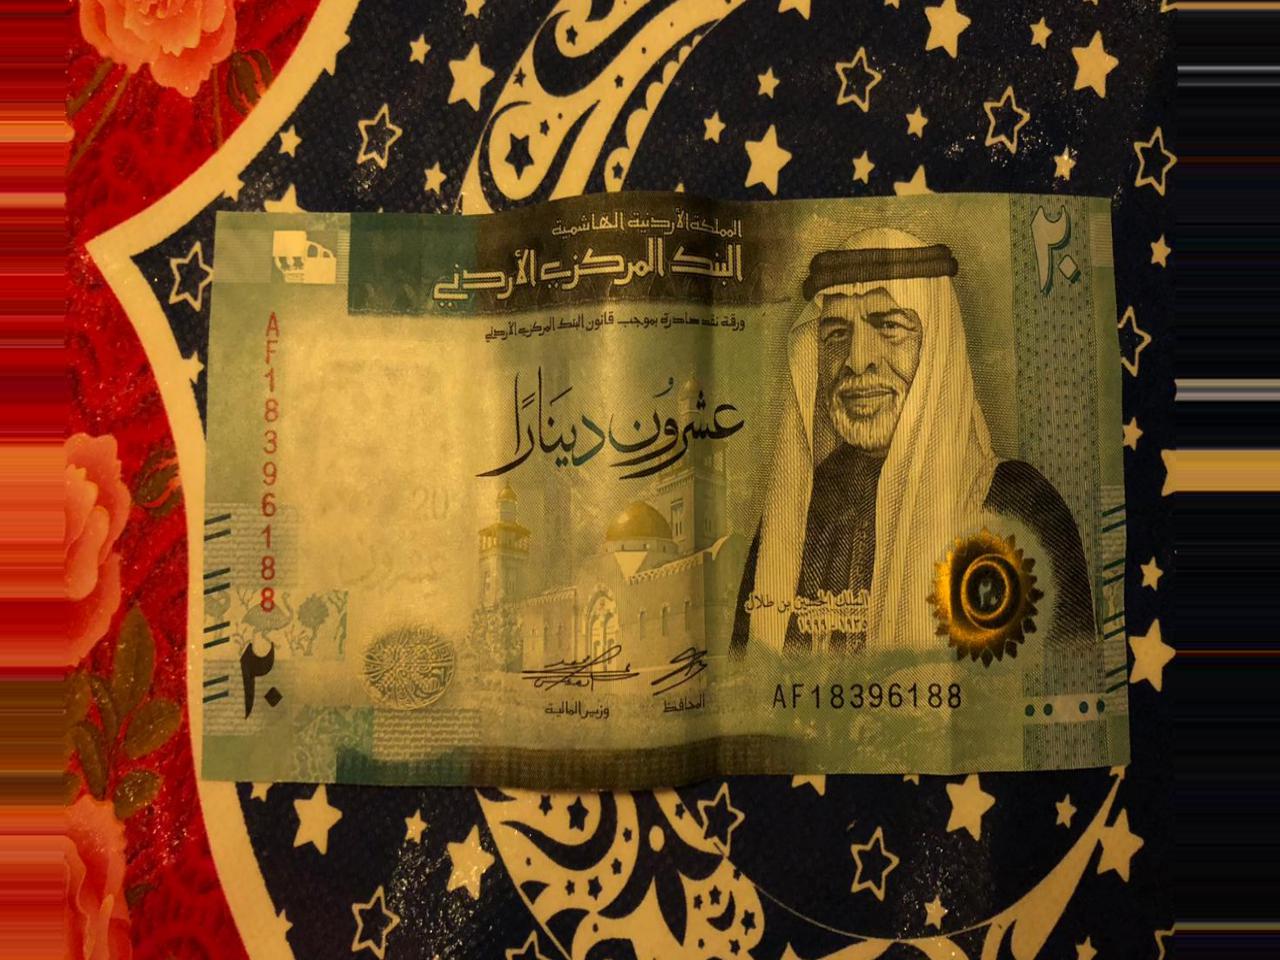 المملكة الأردنية الهاشمية
البنك المركزي الأردني
ورقة نقد صادرة بموجب قانون البنك المركزي الأردني
٢٠
عشرون دينارًا
AF18396188
20
عشرون
الملك الحسين بن طلال
١٩٣٥-١٩٩٩
٢٠
وزير المالية
المحافظ
AF18396188